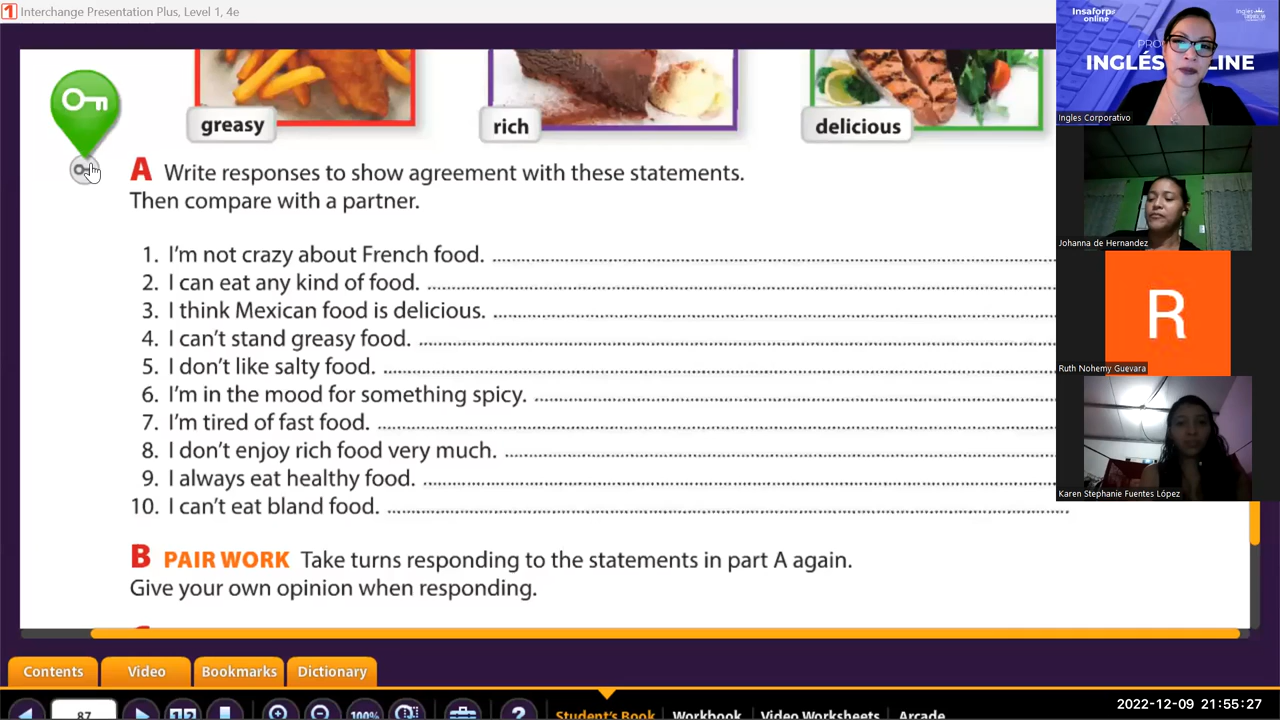 Interchange Presentation Plus, Level 1, 4e
greasy
rich
delicious
A Write responses to show agreement with these statements.
Then compare with a partner.
1. I'm not crazy about French food. ........................
2. I can eat any kind of food. ........................
3. I think Mexican food is delicious. ........................
4. I can't stand greasy food. ........................
5. I don't like salty food. ........................
6. I'm in the mood for something spicy. ........................
7. I'm tired of fast food. ........................
8. I don't enjoy rich food very much. ........................
9. I always eat healthy food. ........................
10. I can't eat bland food. ........................
B PAIR WORK Take turns responding to the statements in part A again.
Give your own opinion when responding.
Contents
Video
Bookmarks
Dictionary
87
100%
?
Student's Book
Workbook
Video Worksheets
Arcade
Insaforp
online
INGLÉS ONLINE
Ingles Corporativo
Johanna de Hernandez
R
Ruth Nohemy Guevara
Karen Stephanie Fuentes López
2022-12-09 21:55:27